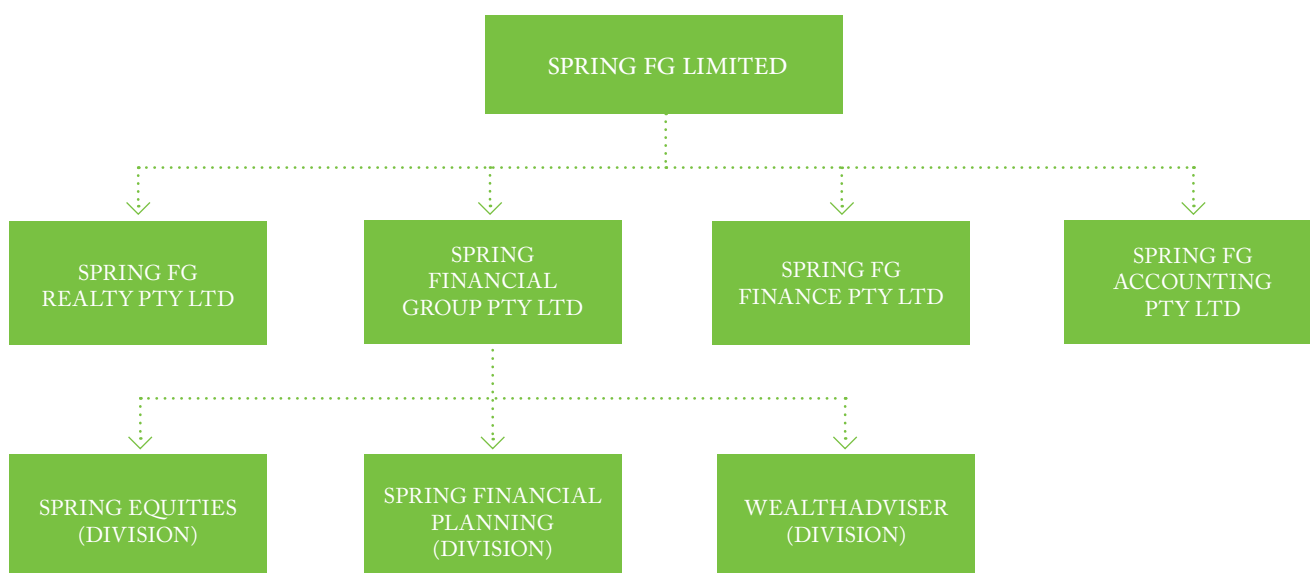 SPRING FG LIMITED
SPRING FG
REALTY PTY LTD
SPRING
FINANCIAL
GROUP PTY LTD
SPRING FG
FINANCE PTY LTD
SPRING FG
ACCOUNTING
PTY LTD
SPRING EQUITIES
(DIVISION)
SPRING FINANCIAL
PLANNING
(DIVISION)
WEALTHADVISER
(DIVISION)